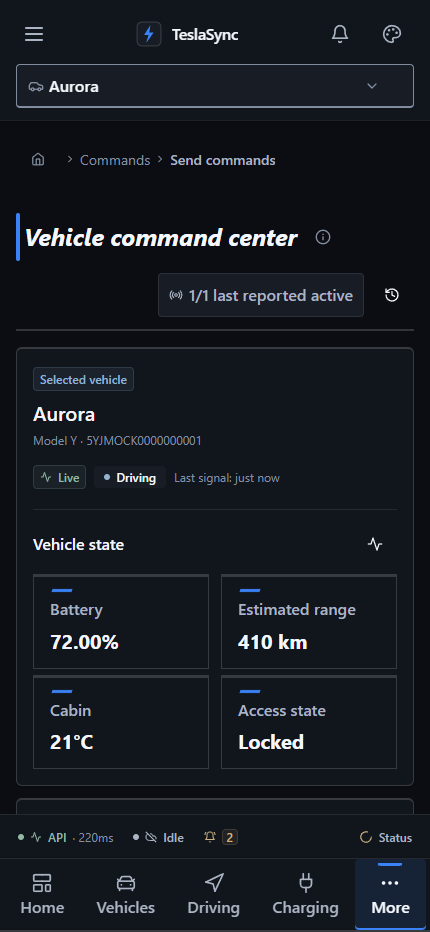 TeslaSync
Aurora
Commands Send commands
Vehicle command center
1/1 last reported active
Selected vehicle
Aurora
Model Y · 5YJMOCK0000000001
Live Driving Last signal: just now
Vehicle state
Battery Estimated range
72.00% 410 km
Cabin Access state
21°C Locked
API · 220ms Idle 2 Status
Home Vehicles Driving Charging More